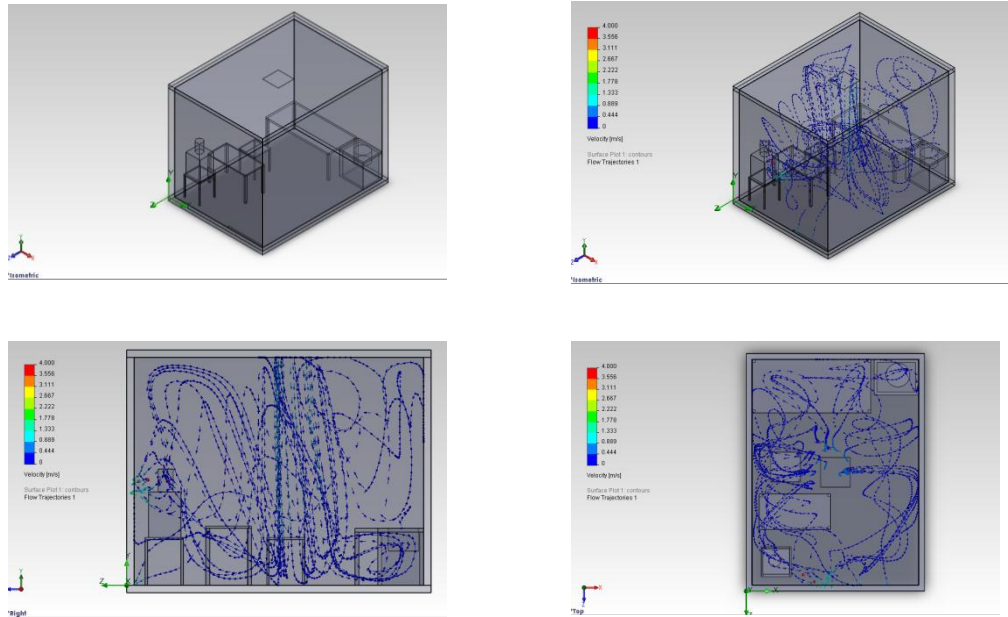 Y
Z
*Isometric
4.000
3.556
3.111
2.667
2.222
1.778
1.333
0.889
0.444
0
Velocity [m/s]
Surface Plot 1: contours
Flow Trajectories 1
Y
Z
*Isometric
4.000
3.556
3.111
2.667
2.222
1.778
1.333
0.889
0.444
0
Velocity [m/s]
Surface Plot 1: contours
Flow Trajectories 1
Y
Z X
*Right
4.000
3.556
3.111
2.667
2.222
1.778
1.333
0.889
0.444
0
Velocity [m/s]
Surface Plot 1: contours
Flow Trajectories 1
X
*Top